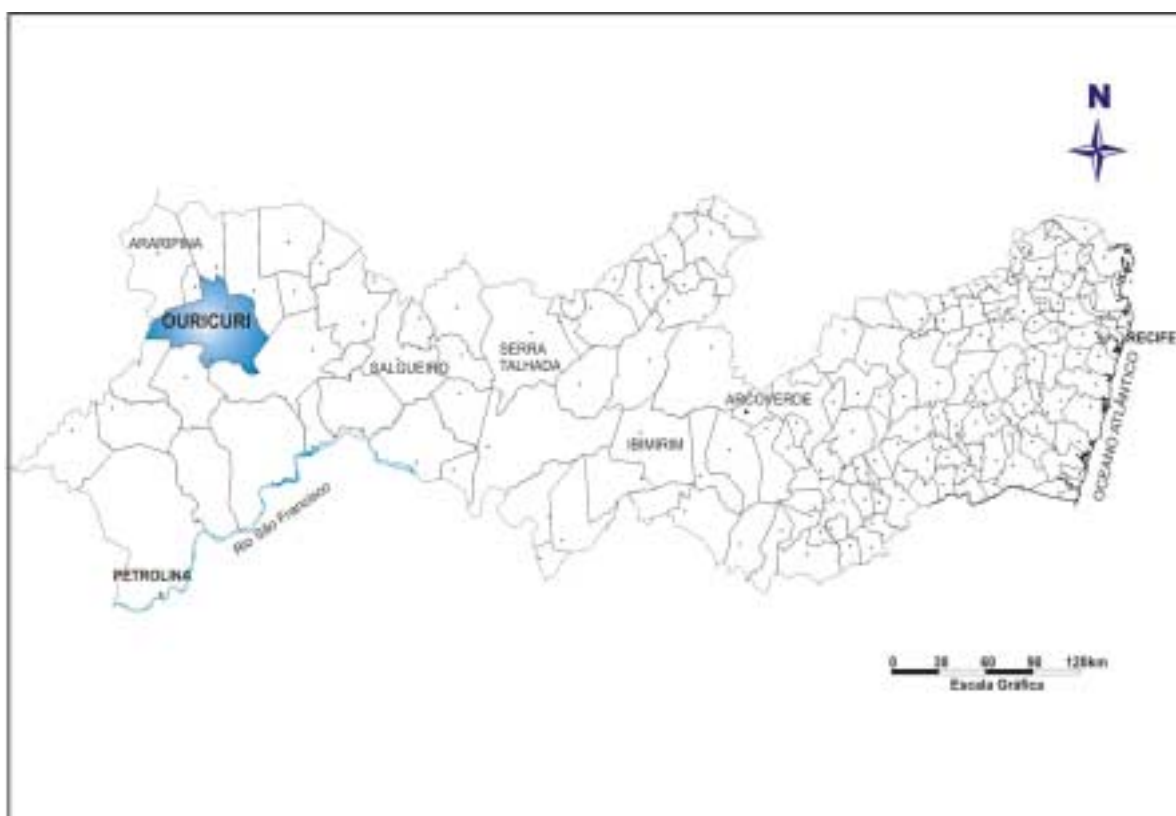 N
ARARIPINA
OURICURI
SALGUEIRO
SERRA
TALHADA
RECIFE
ARCOVERDE
IBIMIRIM
OCEANO ATLÂNTICO
Rio São Francisco
PETROLINA
0 30 60 90 120km
Escala Gráfica